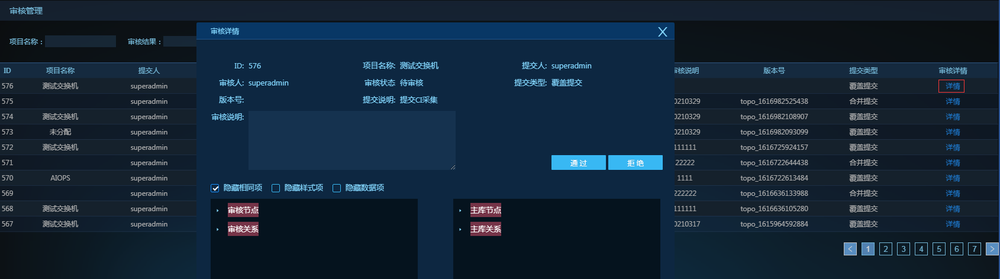 审核管理
项目名称：
审核结果：
审核详情
X
ID: 576
项目名称: 测试交换机
提交人: superadmin
审核人: superadmin
审核状态: 待审核
提交类型: 覆盖提交
版本号:
提交说明: 提交CI采集
审核说明:
通 过
拒 绝
隐藏相同项
隐藏样式项
隐藏数据项
审核节点
审核关系
主库节点
主库关系
ID 项目名称 提交人 审核说明 版本号 提交类型 审核详情
576 测试交换机 superadmin 覆盖提交 详情
575 superadmin 0210329 topo_1616982525438 合并提交 详情
574 测试交换机 superadmin 0210329 topo_1616982108907 覆盖提交 详情
573 未分配 superadmin 0210329 topo_1616982093099 覆盖提交 详情
572 测试交换机 superadmin 111111 topo_1616725924157 覆盖提交 详情
571 superadmin 22222 topo_1616722644438 合并提交 详情
570 AIOPS superadmin 1111 topo_1616722613484 覆盖提交 详情
569 superadmin 222222 topo_1616636133988 合并提交 详情
568 测试交换机 superadmin 111111 topo_1616636105280 覆盖提交 详情
567 测试交换机 superadmin 0210317 topo_1615964592884 覆盖提交 详情
< 1 2 3 4 5 6 7 >